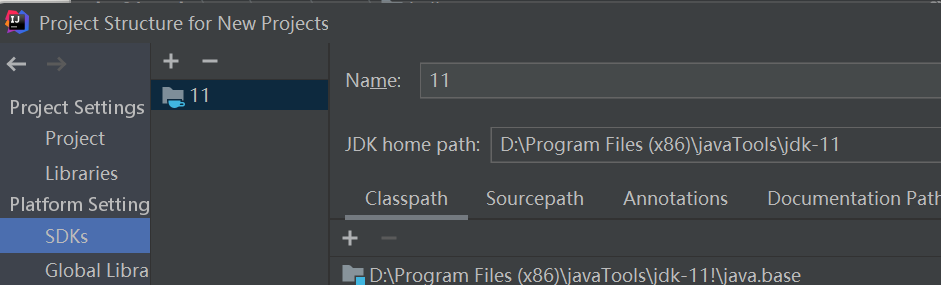 Project Structure for New Projects
Project Settings
Project
Libraries
Platform Setting
SDKs
Global Libra
11
Name: 11
JDK home path: D:\Program Files (x86)\javaTools\jdk-11
Classpath Sourcepath Annotations Documentation Path
D:\Program Files (x86)\javaTools\jdk-11!\java.base